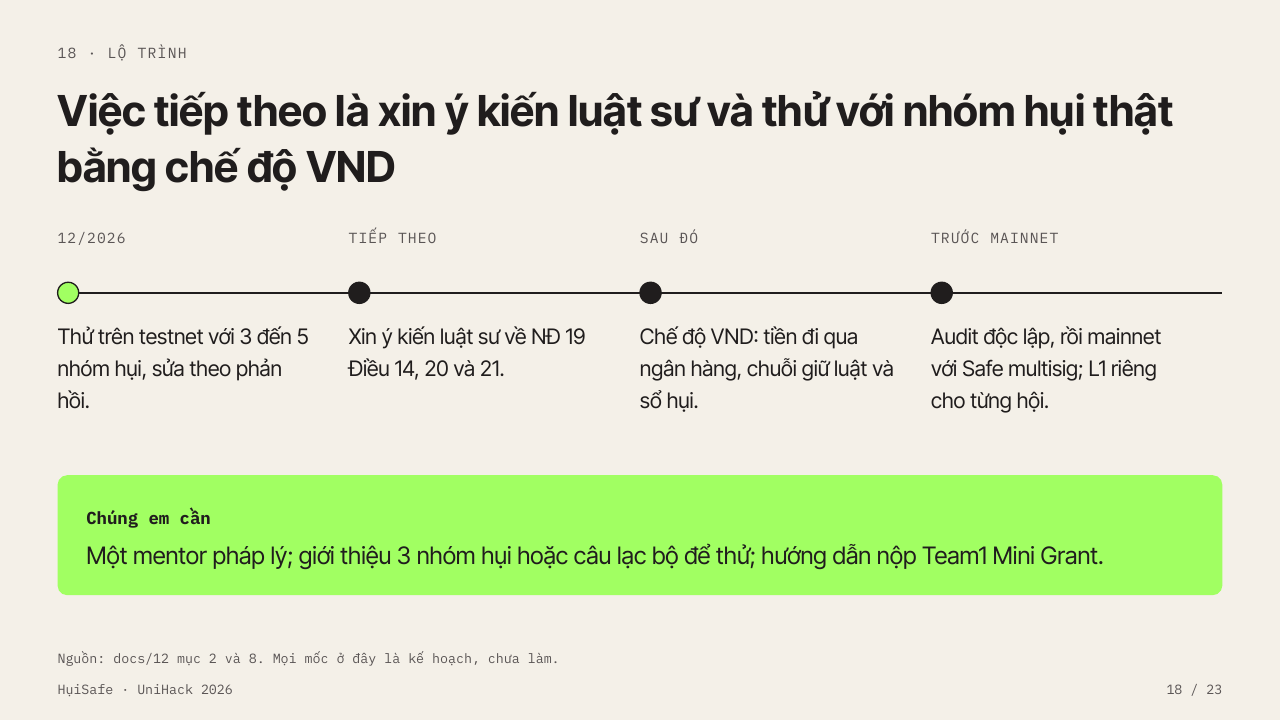 18 · LỘ TRÌNH
Việc tiếp theo là xin ý kiến luật sư và thử với nhóm hụi thật
bằng chế độ VND
12/2026
TIẾP THEO
SAU ĐÓ
TRƯỚC MAINNET
Thử trên testnet với 3 đến 5
nhóm hụi, sửa theo phản
hồi.
Xin ý kiến luật sư về NĐ 19
Điều 14, 20 và 21.
Chế độ VND: tiền đi qua
ngân hàng, chuỗi giữ luật và
sổ hụi.
Audit độc lập, rồi mainnet
với Safe multisig; L1 riêng
cho từng hội.
Chúng em cần
Một mentor pháp lý; giới thiệu 3 nhóm hụi hoặc câu lạc bộ để thử; hướng dẫn nộp Team1 Mini Grant.
Nguồn: docs/12 mục 2 và 8. Mọi mốc ở đây là kế hoạch, chưa làm.
HụiSafe · UniHack 2026
18 / 23